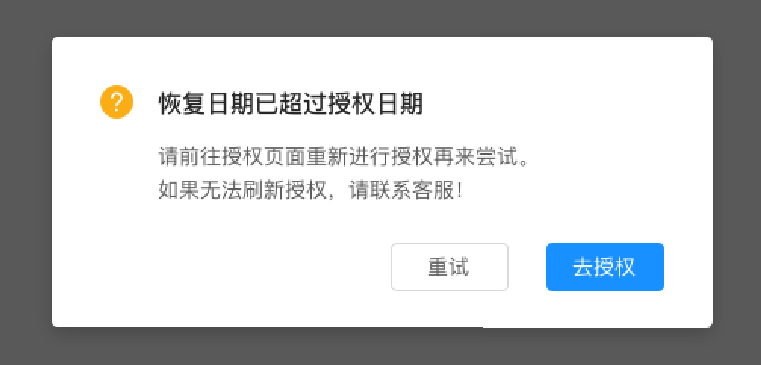 恢复日期已超过授权日期
请前往授权页面重新进行授权再来尝试。
如果无法刷新授权，请联系客服！
重试
去授权